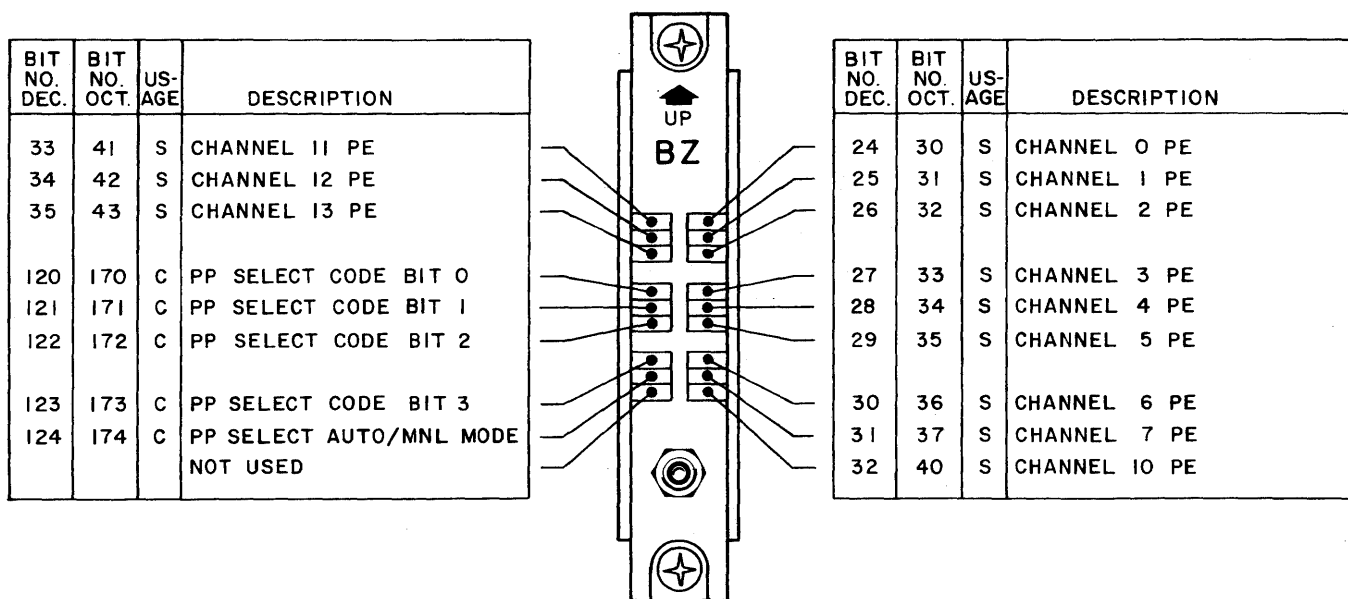 BIT NO. DEC. BIT NO. OCT. US-AGE DESCRIPTION
33 41 S CHANNEL 11 PE
34 42 S CHANNEL 12 PE
35 43 S CHANNEL 13 PE
120 170 C PP SELECT CODE BIT 0
121 171 C PP SELECT CODE BIT 1
122 172 C PP SELECT CODE BIT 2
123 173 C PP SELECT CODE BIT 3
124 174 C PP SELECT AUTO/MNL MODE
NOT USED
UP
BZ
BIT NO. DEC. BIT NO. OCT. US-AGE DESCRIPTION
24 30 S CHANNEL 0 PE
25 31 S CHANNEL 1 PE
26 32 S CHANNEL 2 PE
27 33 S CHANNEL 3 PE
28 34 S CHANNEL 4 PE
29 35 S CHANNEL 5 PE
30 36 S CHANNEL 6 PE
31 37 S CHANNEL 7 PE
32 40 S CHANNEL 10 PE